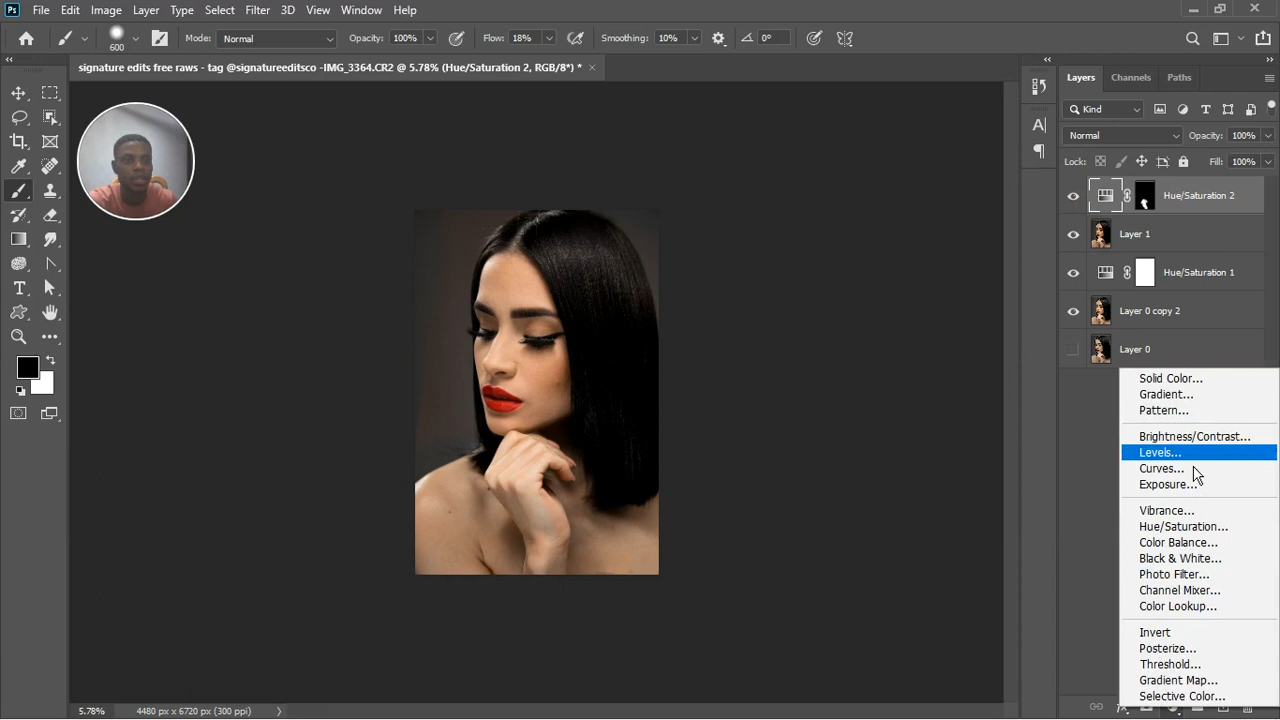 Ps File Edit Image Layer Type Select Filter 3D View Window Help
600 Mode: Normal Opacity: 100% Flow: 18% Smoothing: 10% 0°
signature edits free raws - tag @signatureeditsco -IMG_3364.CR2 @ 5.78% (Hue/Saturation 2, RGB/8*) *
Layers Channels Paths
Kind
Normal Opacity: 100%
Lock: Fill: 100%
Hue/Saturation 2
Layer 1
Hue/Saturation 1
Layer 0 copy 2
Layer 0
Solid Color...
Gradient...
Pattern...
Brightness/Contrast...
Levels...
Curves...
Exposure...
Vibrance...
Hue/Saturation...
Color Balance...
Black & White...
Photo Filter...
Channel Mixer...
Color Lookup...
Invert
Posterize...
Threshold...
Gradient Map...
Selective Color...
5.78% 4480 px x 6720 px (300 ppi)